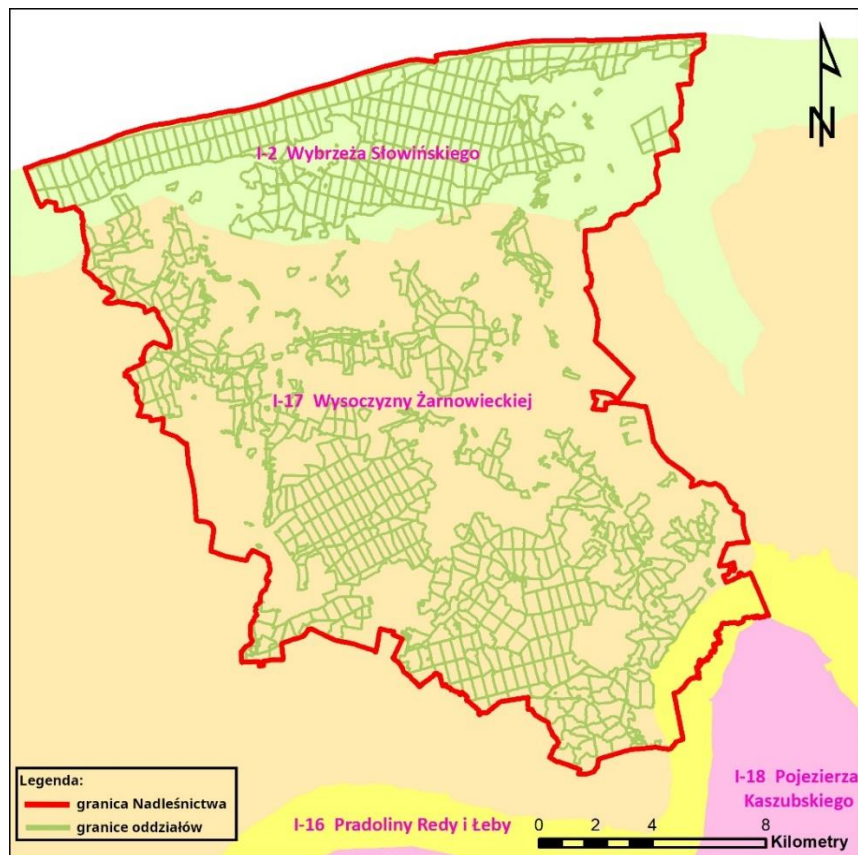 N
I-2 Wybrzeża Słowińskiego
I-17 Wysoczyzny Żarnowieckiej
Legenda:
granica Nadleśnictwa
granice oddziałów
I-16 Pradoliny Redy i Łeby
I-18 Pojezierza
Kaszubskiego
0 2 4 8
Kilometry